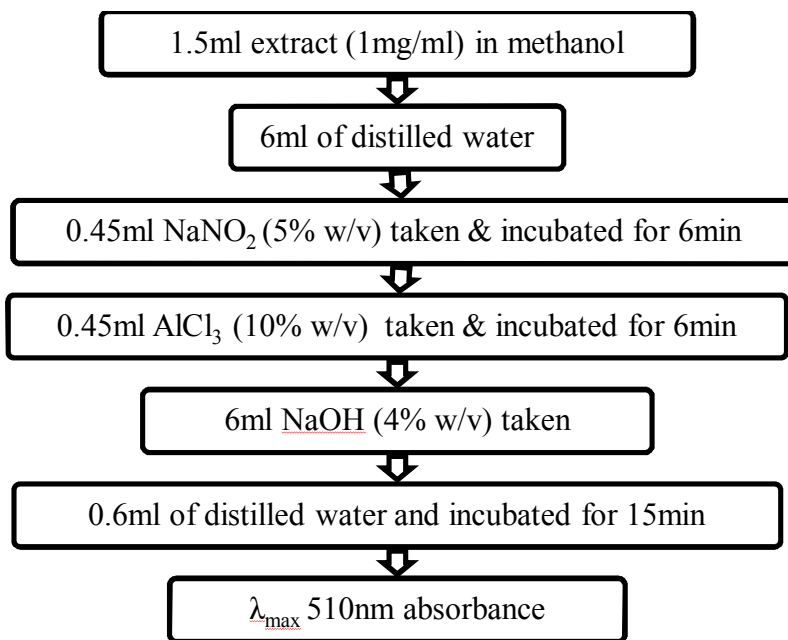 1.5ml extract (1mg/ml) in methanol
6ml of distilled water
0.45ml NaNO₂ (5% w/v) taken & incubated for 6min
0.45ml AlCl₃ (10% w/v) taken & incubated for 6min
6ml NaOH (4% w/v) taken
0.6ml of distilled water and incubated for 15min
λmax 510nm absorbance